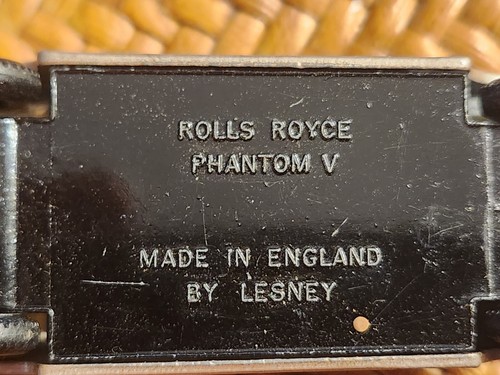 ROLLS ROYCE
PHANTOM V
MADE IN ENGLAND
BY LESNEY